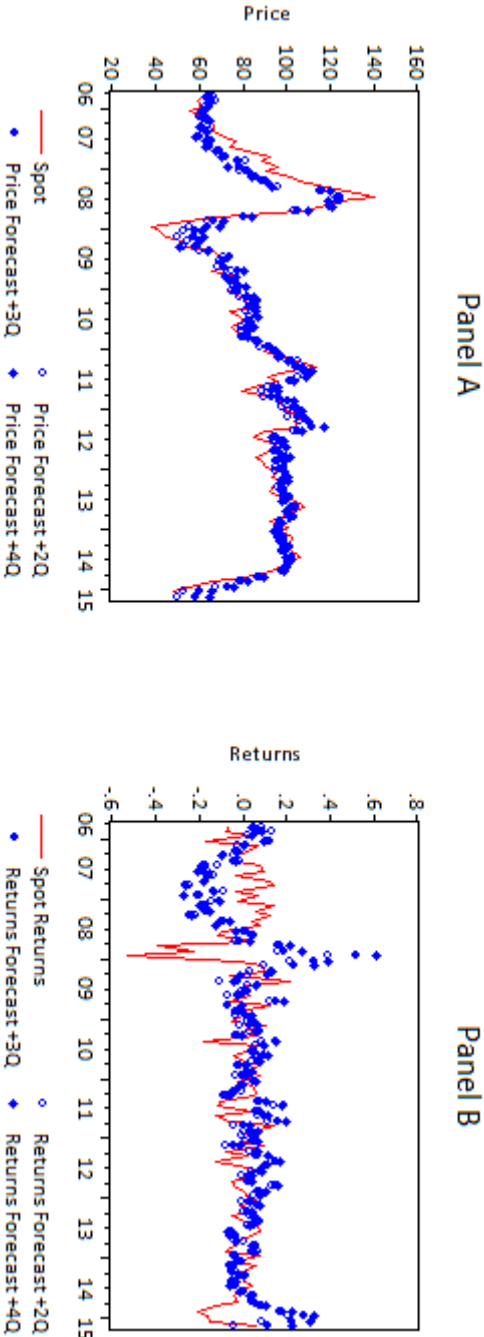 Panel A
Price
160
140
120
100
80
60
40
20
06 07 08 09 10 11 12 13 14 15
Spot Price Forecast +2Q
Price Forecast +3Q Price Forecast +4Q
Panel B
Returns
.8
.6
.4
.2
.0
-.2
-.4
-.6
06 07 08 09 10 11 12 13 14 15
Spot Returns Returns Forecast +2Q
Returns Forecast +3Q Returns Forecast +4Q